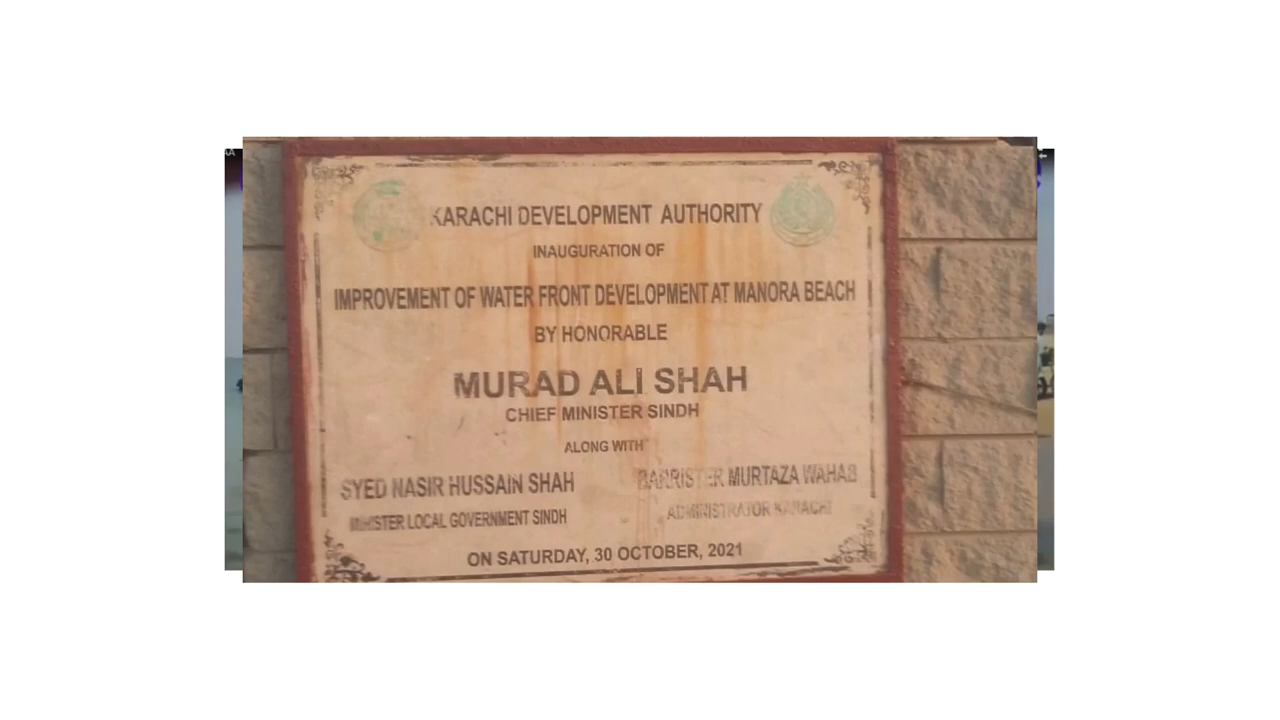 KARACHI DEVELOPMENT AUTHORITY
INAUGURATION OF
IMPROVEMENT OF WATER FRONT DEVELOPMENT AT MANORA BEACH
BY HONORABLE
MURAD ALI SHAH
CHIEF MINISTER SINDH
ALONG WITH
SYED NASIR HUSSAIN SHAH
BARRISTER MURTAZA WAHAB
MINISTER LOCAL GOVERNMENT SINDH
ADMINISTRATOR KARACHI
ON SATURDAY, 30 OCTOBER, 2021